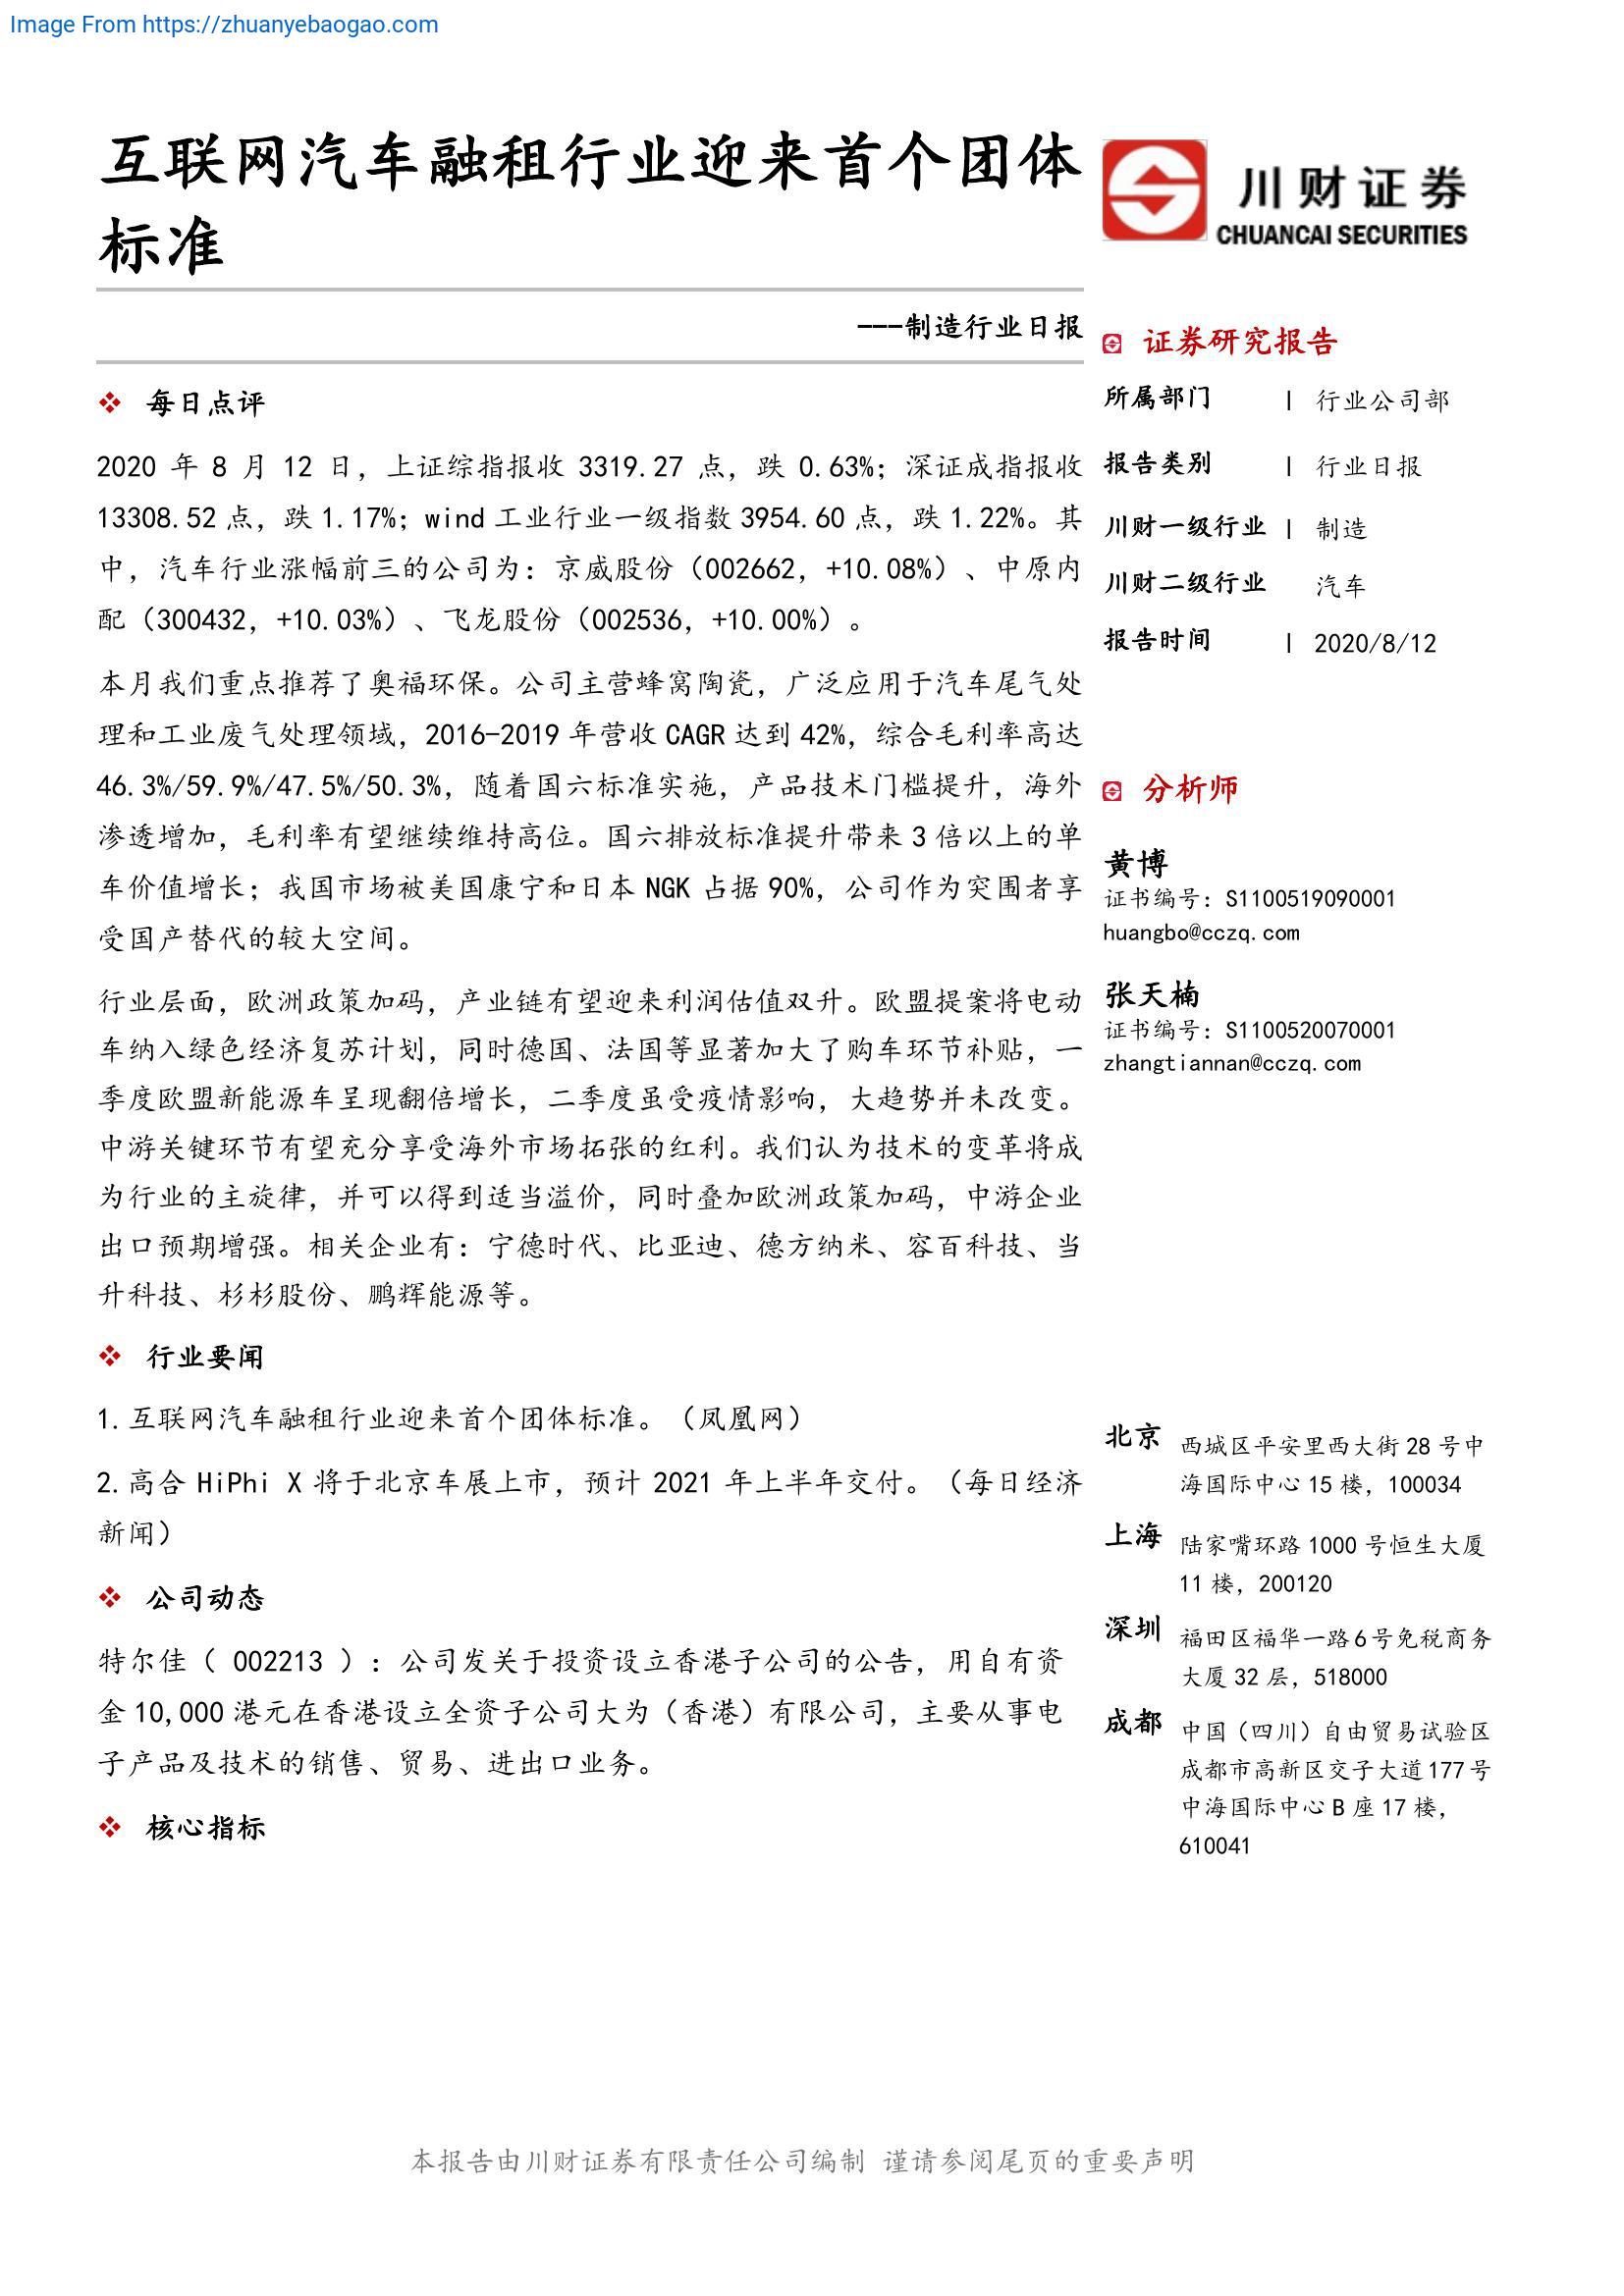 Image From https://zhuanyebaogao.com
互联网汽车融租行业迎来首个团体
标准
---制造行业日报
每日点评
2020 年 8 月 12 日，上证综指报收 3319.27 点，跌 0.63%；深证成指报收
13308.52 点，跌 1.17%；wind 工业行业一级指数 3954.60 点，跌 1.22%。其
中，汽车行业涨幅前三的公司为：京威股份（002662，+10.08%）、中原内
配（300432，+10.03%）、飞龙股份（002536，+10.00%）。
本月我们重点推荐了奥福环保。公司主营蜂窝陶瓷，广泛应用于汽车尾气处
理和工业废气处理领域，2016-2019 年营收 CAGR 达到 42%，综合毛利率高达
46.3%/59.9%/47.5%/50.3%，随着国六标准实施，产品技术门槛提升，海外
渗透增加，毛利率有望继续维持高位。国六排放标准提升带来 3 倍以上的单
车价值增长；我国市场被美国康宁和日本 NGK 占据 90%，公司作为突围者享
受国产替代的较大空间。
行业层面，欧洲政策加码，产业链有望迎来利润估值双升。欧盟提案将电动
车纳入绿色经济复苏计划，同时德国、法国等显著加大了购车环节补贴，一
季度欧盟新能源车呈现翻倍增长，二季度虽受疫情影响，大趋势并未改变。
中游关键环节有望充分享受海外市场拓张的红利。我们认为技术的变革将成
为行业的主旋律，并可以得到适当溢价，同时叠加欧洲政策加码，中游企业
出口预期增强。相关企业有：宁德时代、比亚迪、德方纳米、容百科技、当
升科技、杉杉股份、鹏辉能源等。
行业要闻
1.互联网汽车融租行业迎来首个团体标准。（凤凰网）
2.高合 HiPhi X 将于北京车展上市，预计 2021 年上半年交付。（每日经济
新闻）
公司动态
特尔佳（ 002213 ）：公司发关于投资设立香港子公司的公告，用自有资
金 10,000 港元在香港设立全资子公司大为（香港）有限公司，主要从事电
子产品及技术的销售、贸易、进出口业务。
核心指标
川财证券
CHUANCAI SECURITIES
证券研究报告
所属部门 | 行业公司部
报告类别 | 行业日报
川财一级行业 | 制造
川财二级行业 汽车
报告时间 | 2020/8/12
分析师
黄博
证书编号：S1100519090001
huangbo@cczq.com
张天楠
证书编号：S1100520070001
zhangtiannan@cczq.com
北京 西城区平安里西大街 28 号中
海国际中心 15 楼，100034
上海 陆家嘴环路 1000 号恒生大厦
11 楼，200120
深圳 福田区福华一路 6 号免税商务
大厦 32 层，518000
成都 中国（四川）自由贸易试验区
成都市高新区交子大道 177 号
中海国际中心 B 座 17 楼，
610041
本报告由川财证券有限责任公司编制 谨请参阅尾页的重要声明